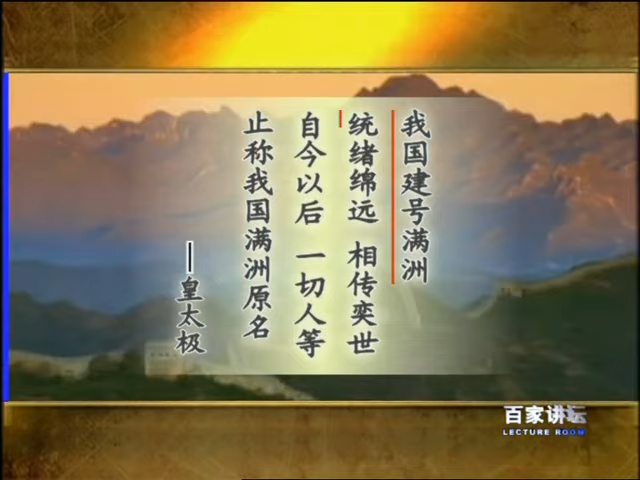 我国建号满洲
统绪绵远 相传奕世
自今以后 一切人等
止称我国满洲原名
—皇太极
百家讲坛
LECTURE ROOM